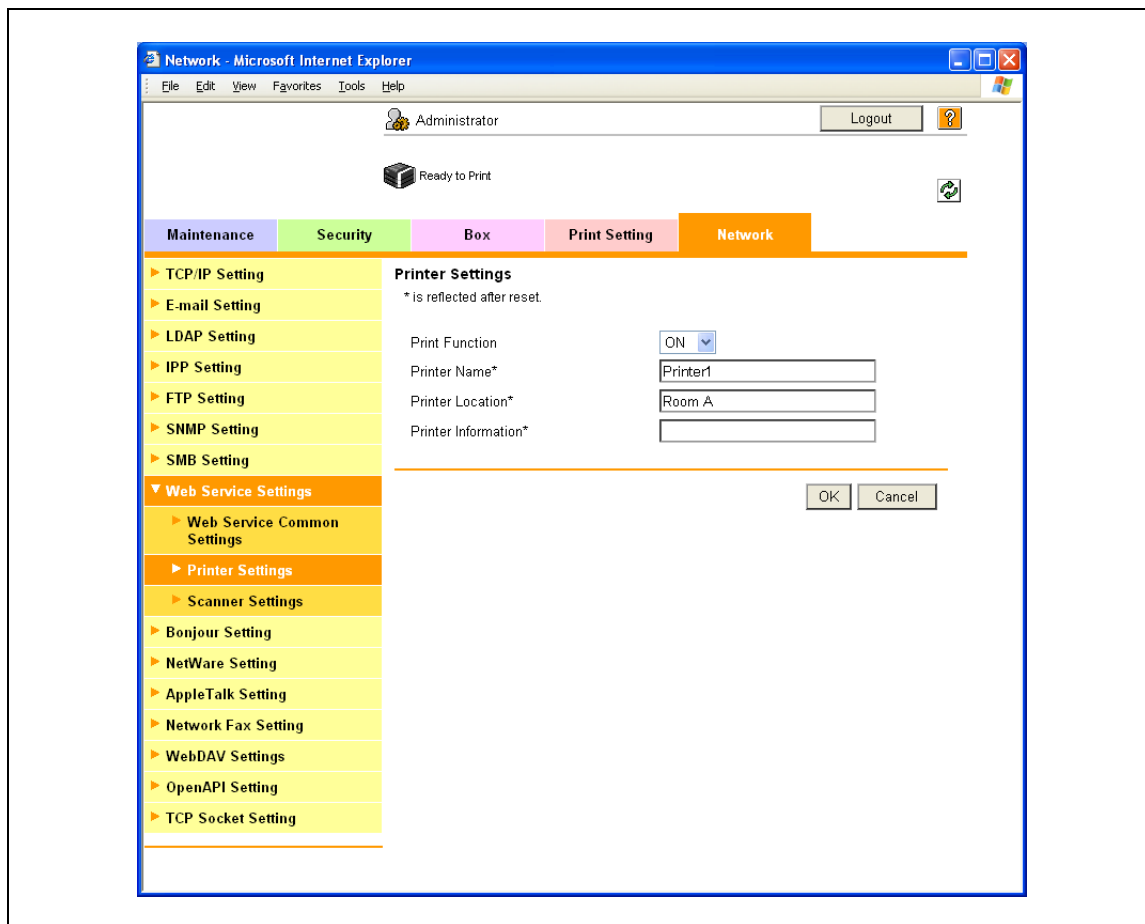 Network - Microsoft Internet Explorer
File Edit View Favorites Tools Help
Administrator
Logout
?
Ready to Print
Maintenance Security Box Print Setting Network
TCP/IP Setting
E-mail Setting
LDAP Setting
IPP Setting
FTP Setting
SNMP Setting
SMB Setting
Web Service Settings
Web Service Common
Settings
Printer Settings
Scanner Settings
Bonjour Setting
NetWare Setting
AppleTalk Setting
Network Fax Setting
WebDAV Settings
OpenAPI Setting
TCP Socket Setting
Printer Settings
* is reflected after reset.
Print Function ON
Printer Name* Printer1
Printer Location* Room A
Printer Information*
OK Cancel